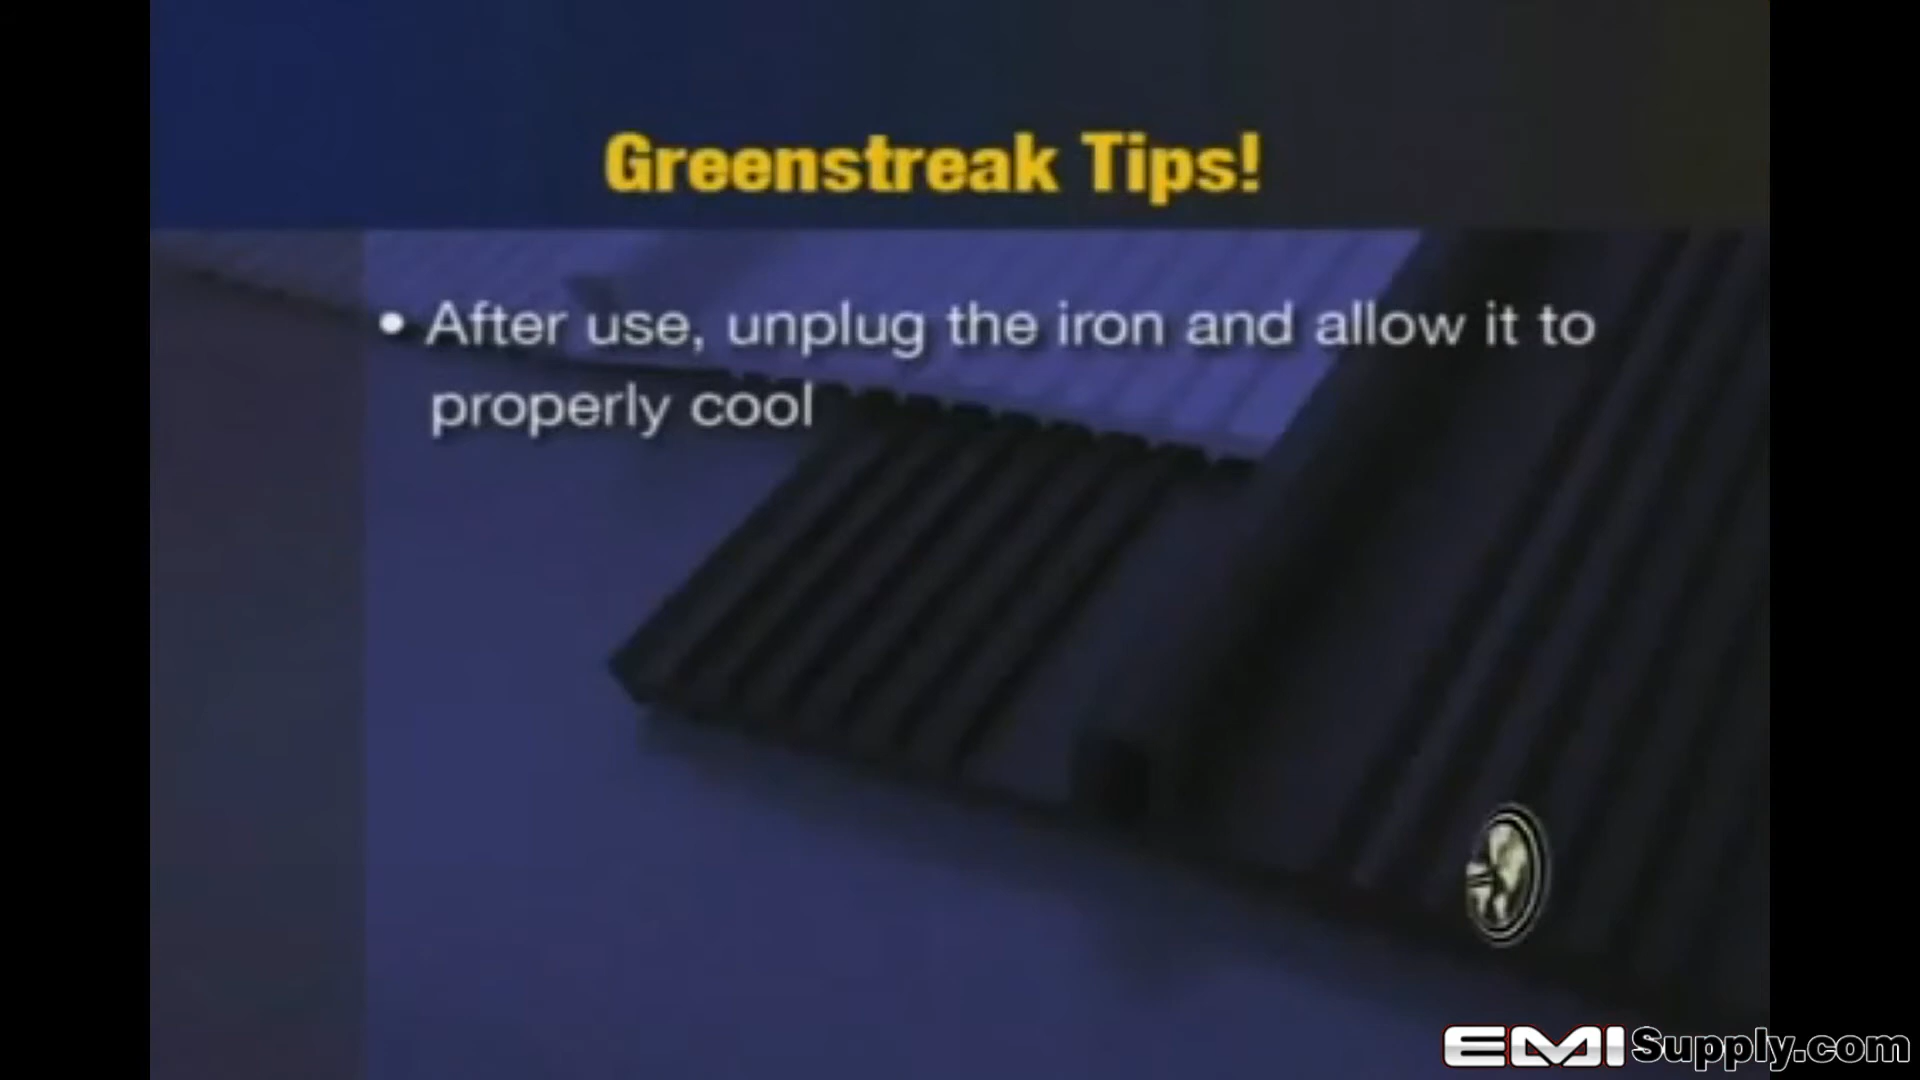 Greenstreak Tips!
• After use, unplug the iron and allow it to
properly cool
EMISupply.com